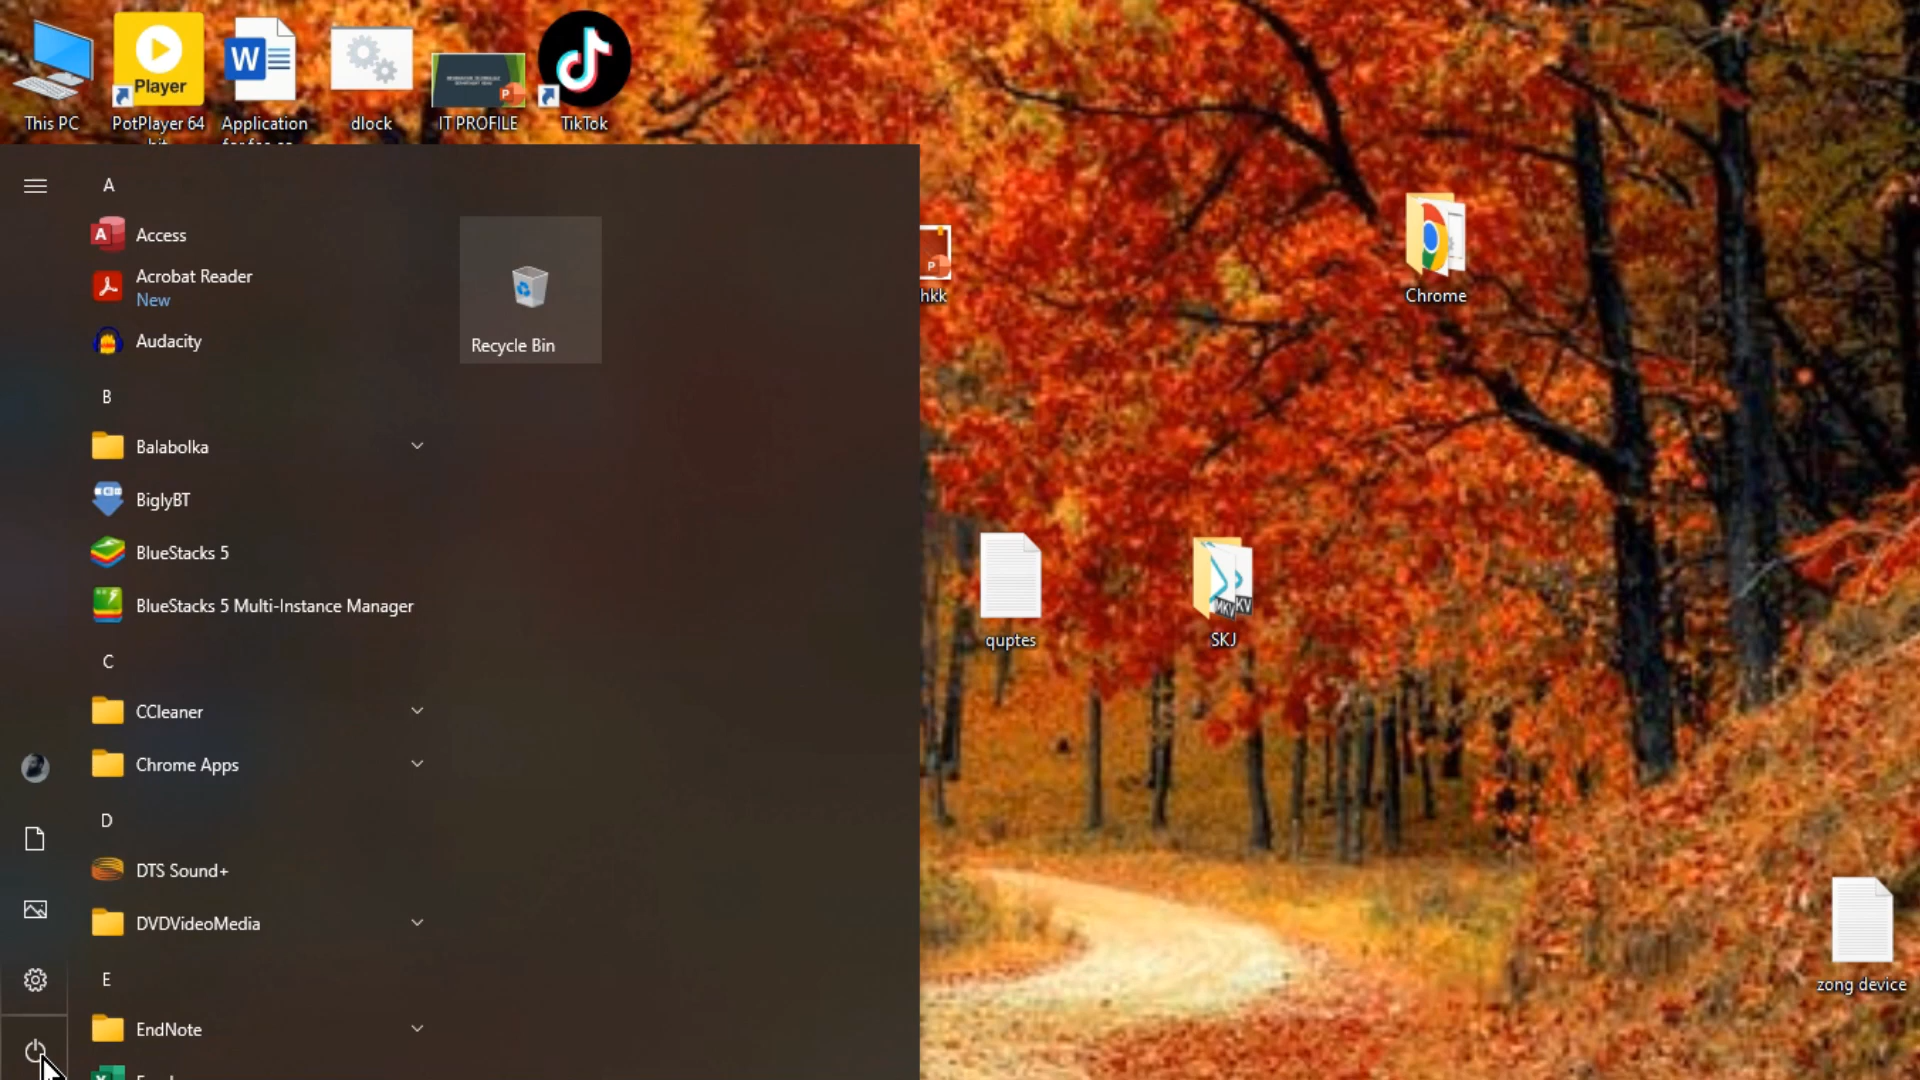 Player
W
This PC
PotPlayer 64
Application
dlock
IT PROFILE
TikTok
A
Access
Acrobat Reader
New
Audacity
Recycle Bin
B
Balabolka
BiglyBT
BlueStacks 5
BlueStacks 5 Multi-Instance Manager
C
CCleaner
Chrome Apps
D
DTS Sound+
DVDVideoMedia
E
EndNote
P
hkk
Chrome
quptes
MKV
SKJ
zong device